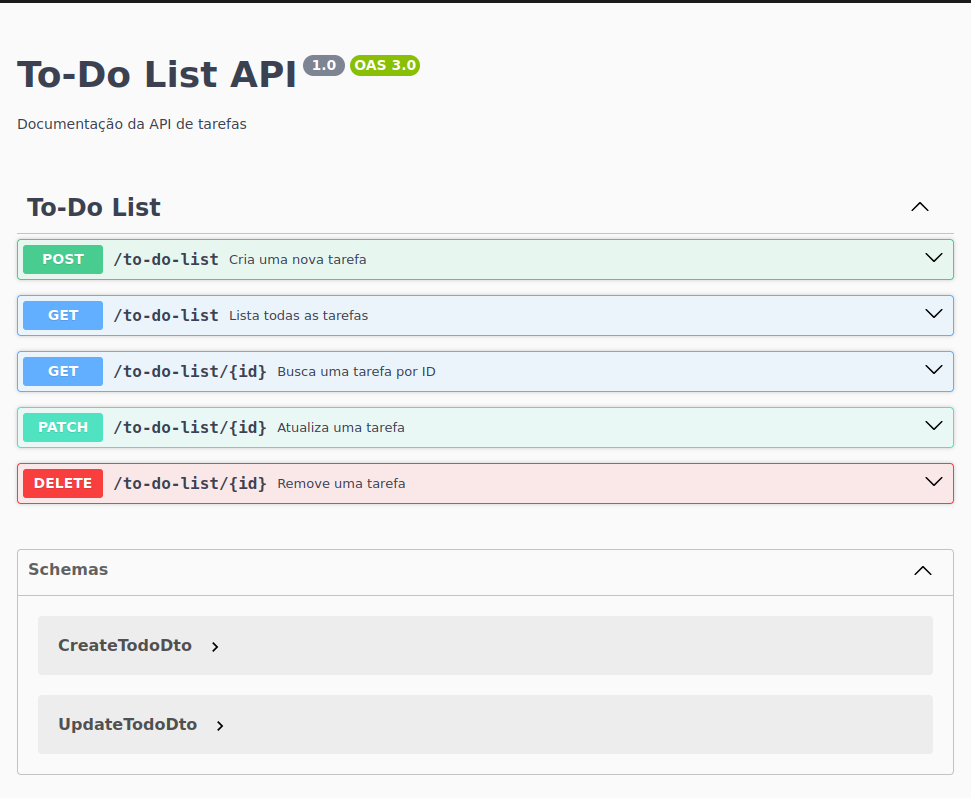 To-Do List API 1.0 OAS 3.0
Documentação da API de tarefas
To-Do List
POST /to-do-list Cria uma nova tarefa
GET /to-do-list Lista todas as tarefas
GET /to-do-list/{id} Busca uma tarefa por ID
PATCH /to-do-list/{id} Atualiza uma tarefa
DELETE /to-do-list/{id} Remove uma tarefa
Schemas
CreateTodoDto
UpdateTodoDto